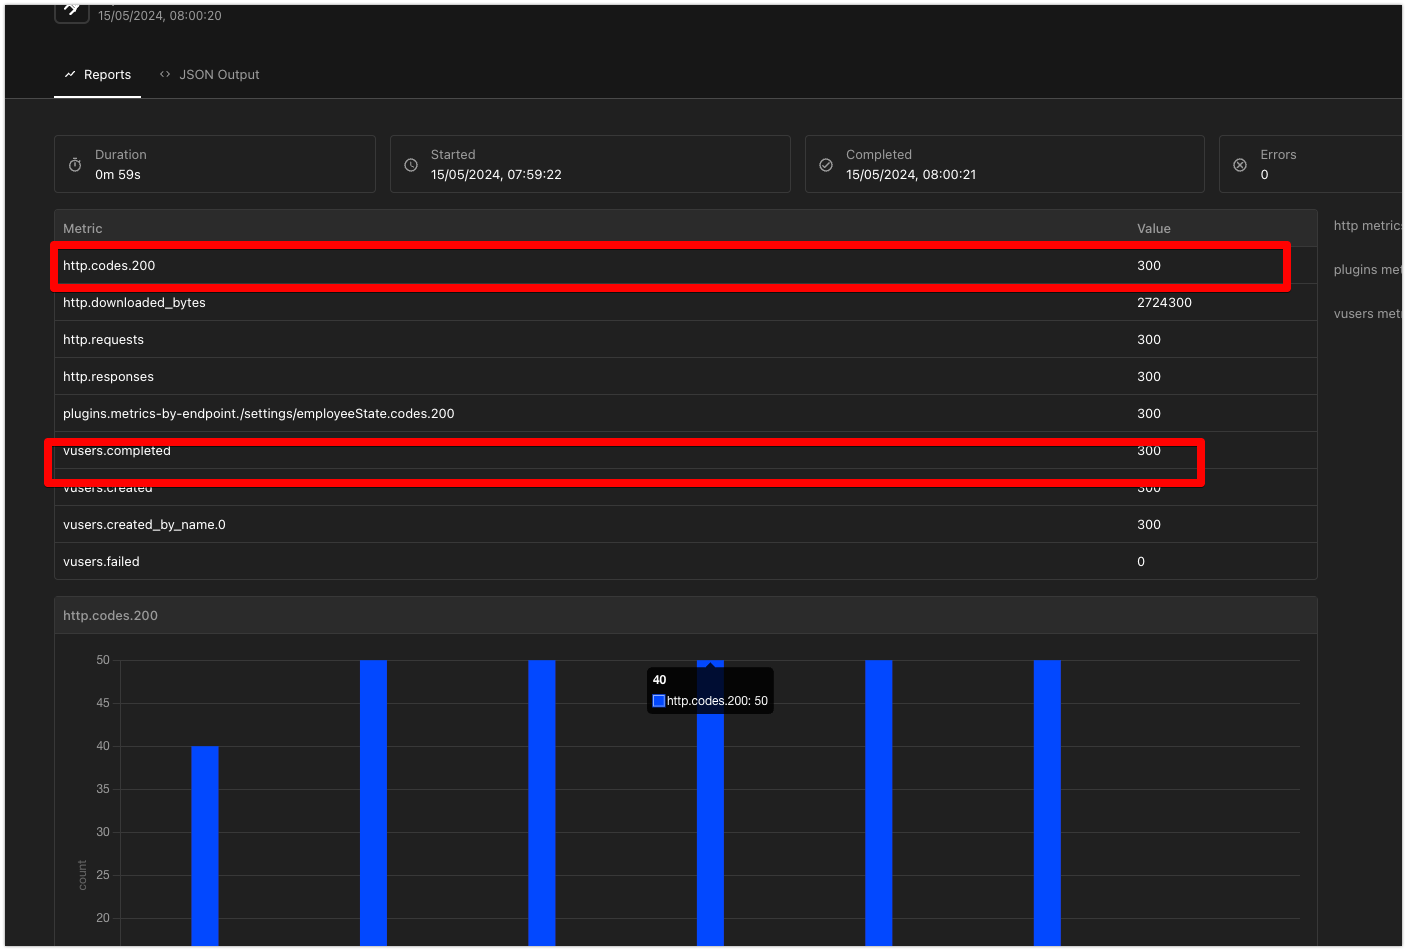 15/05/2024, 08:00:20
Reports
JSON Output
Duration
0m 59s
Started
15/05/2024, 07:59:22
Completed
15/05/2024, 08:00:21
Errors
0
Metric Value
http.codes.200 300
http.downloaded_bytes 2724300
http.requests 300
http.responses 300
plugins.metrics-by-endpoint./settings/employeeState.codes.200 300
vusers.completed 300
vusers.created 300
vusers.created_by_name.0 300
vusers.failed 0
http metrics
plugins met
vusers met
http.codes.200
50
45
40
35
30
25
20
count
40
http.codes.200: 50